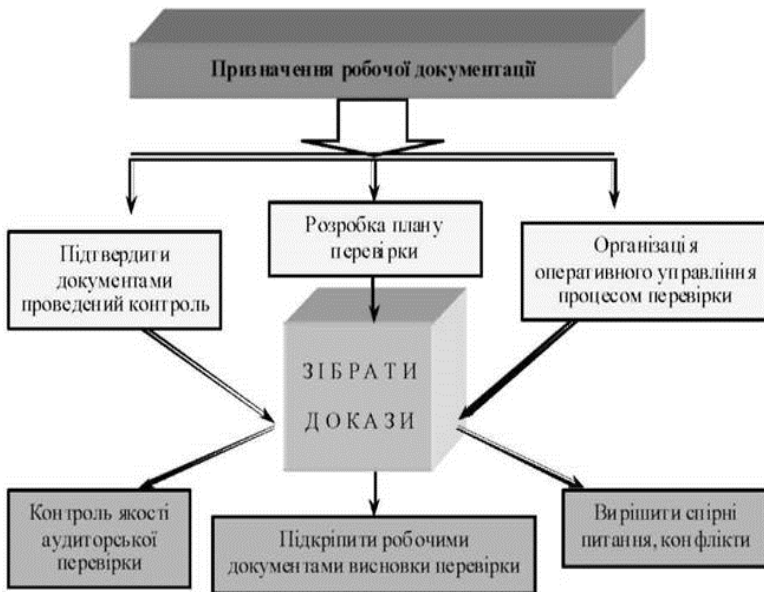 Призначення робочої документації
Підтвердити
документами
проведений контроль
Розробка плану
перевірки
Організація
оперативного управління
процесом перевірки
ЗІБРАТИ
ДОКАЗИ
Контроль якості
аудиторської
перевірки
Підкріпити робочими
документами висновки перевірки
Вирішити спірні
питання, конфлікти